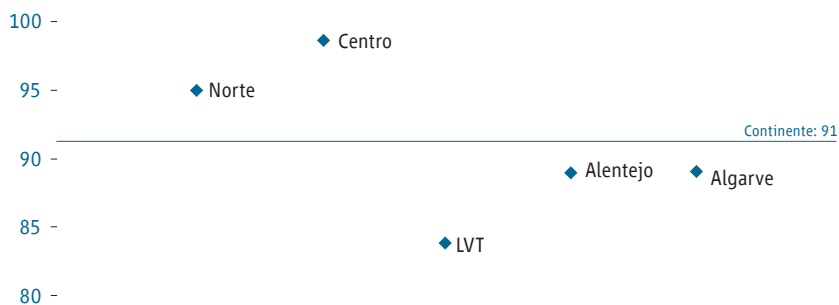 100
Centro
95
Norte
Continente: 91
90
Alentejo
Algarve
85
LVT
80